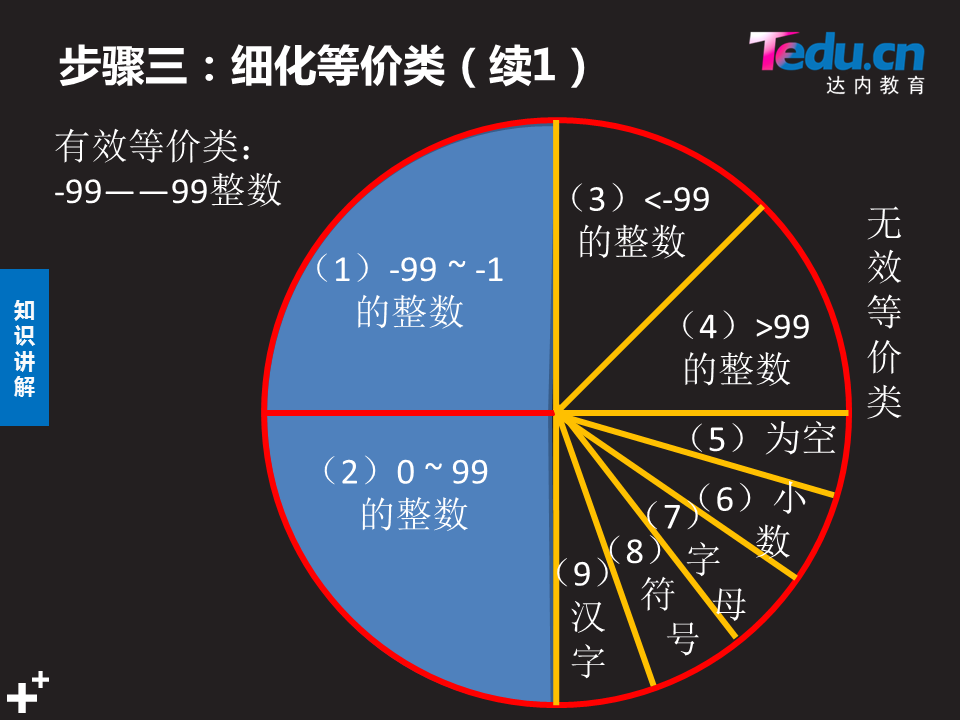 步骤三：细化等价类（续1）
Tedu.cn
达内教育
有效等价类：
-99——99整数
知
识
讲
解
（1）-99 ~ -1
的整数
（2）0 ~ 99
的整数
（3）<-99
的整数
（4）>99
的整数
（5）为空
（6）小
数
（7）
字
母
（8）
符
号
（9）
汉
字
无
效
等
价
类